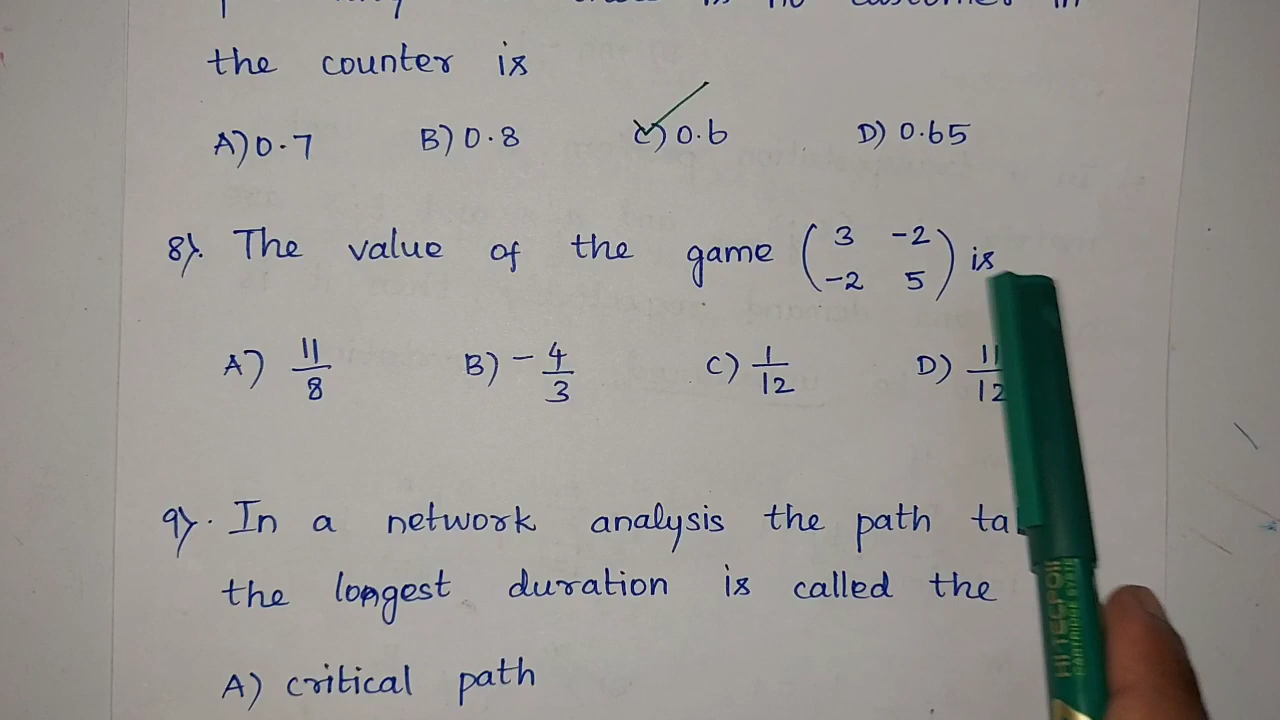 the counter is
A) 0.7 B) 0.8 C) 0.6 D) 0.65
8). The value of the game ( 3 -2
-2 5 ) is
A) 11/8 B) -4/3 C) 1/12 D) 11/12
9). In a network analysis the path
the longest duration is called the
A) critical path
HI-TECPOINT